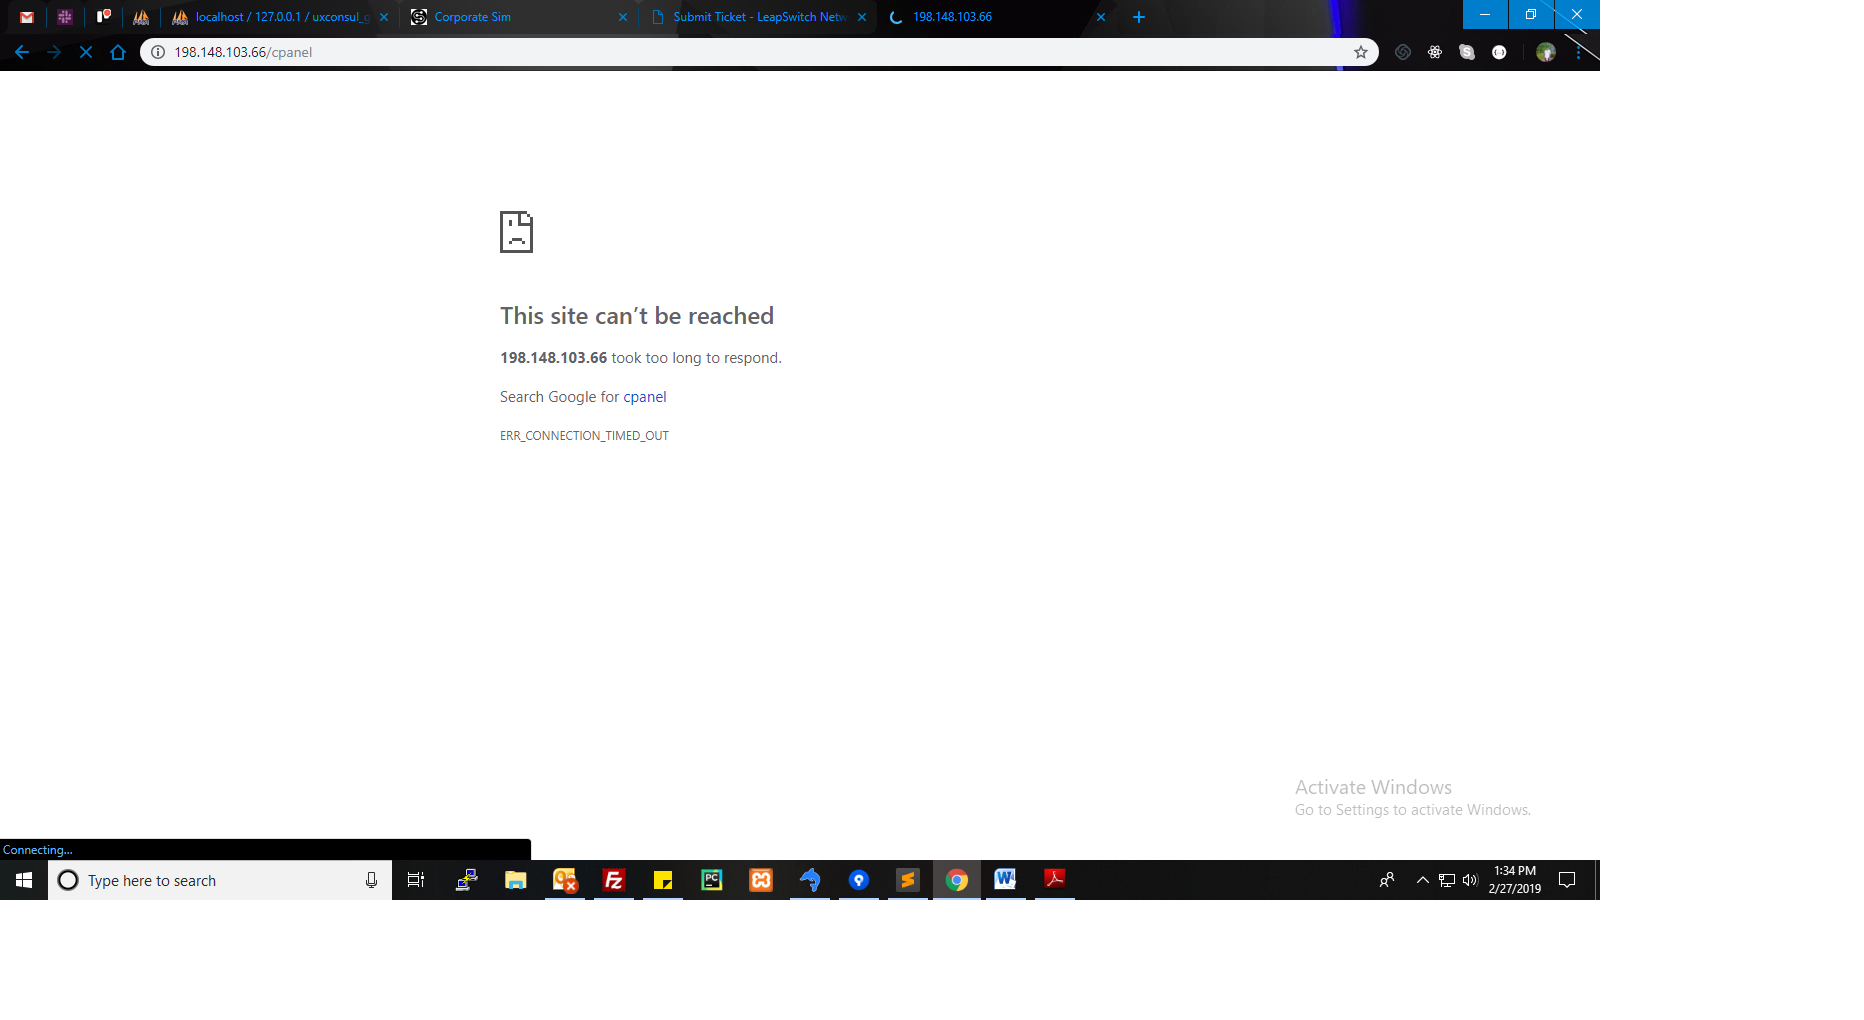 localhost / 127.0.0.1 / uxconsul_g
Corporate Sim
Submit Ticket - LeapSwitch Netw
198.148.103.66
198.148.103.66/cpanel
This site can’t be reached
198.148.103.66 took too long to respond.
Search Google for cpanel
ERR_CONNECTION_TIMED_OUT
Activate Windows
Go to Settings to activate Windows.
Connecting...
Type here to search
1:34 PM
2/27/2019